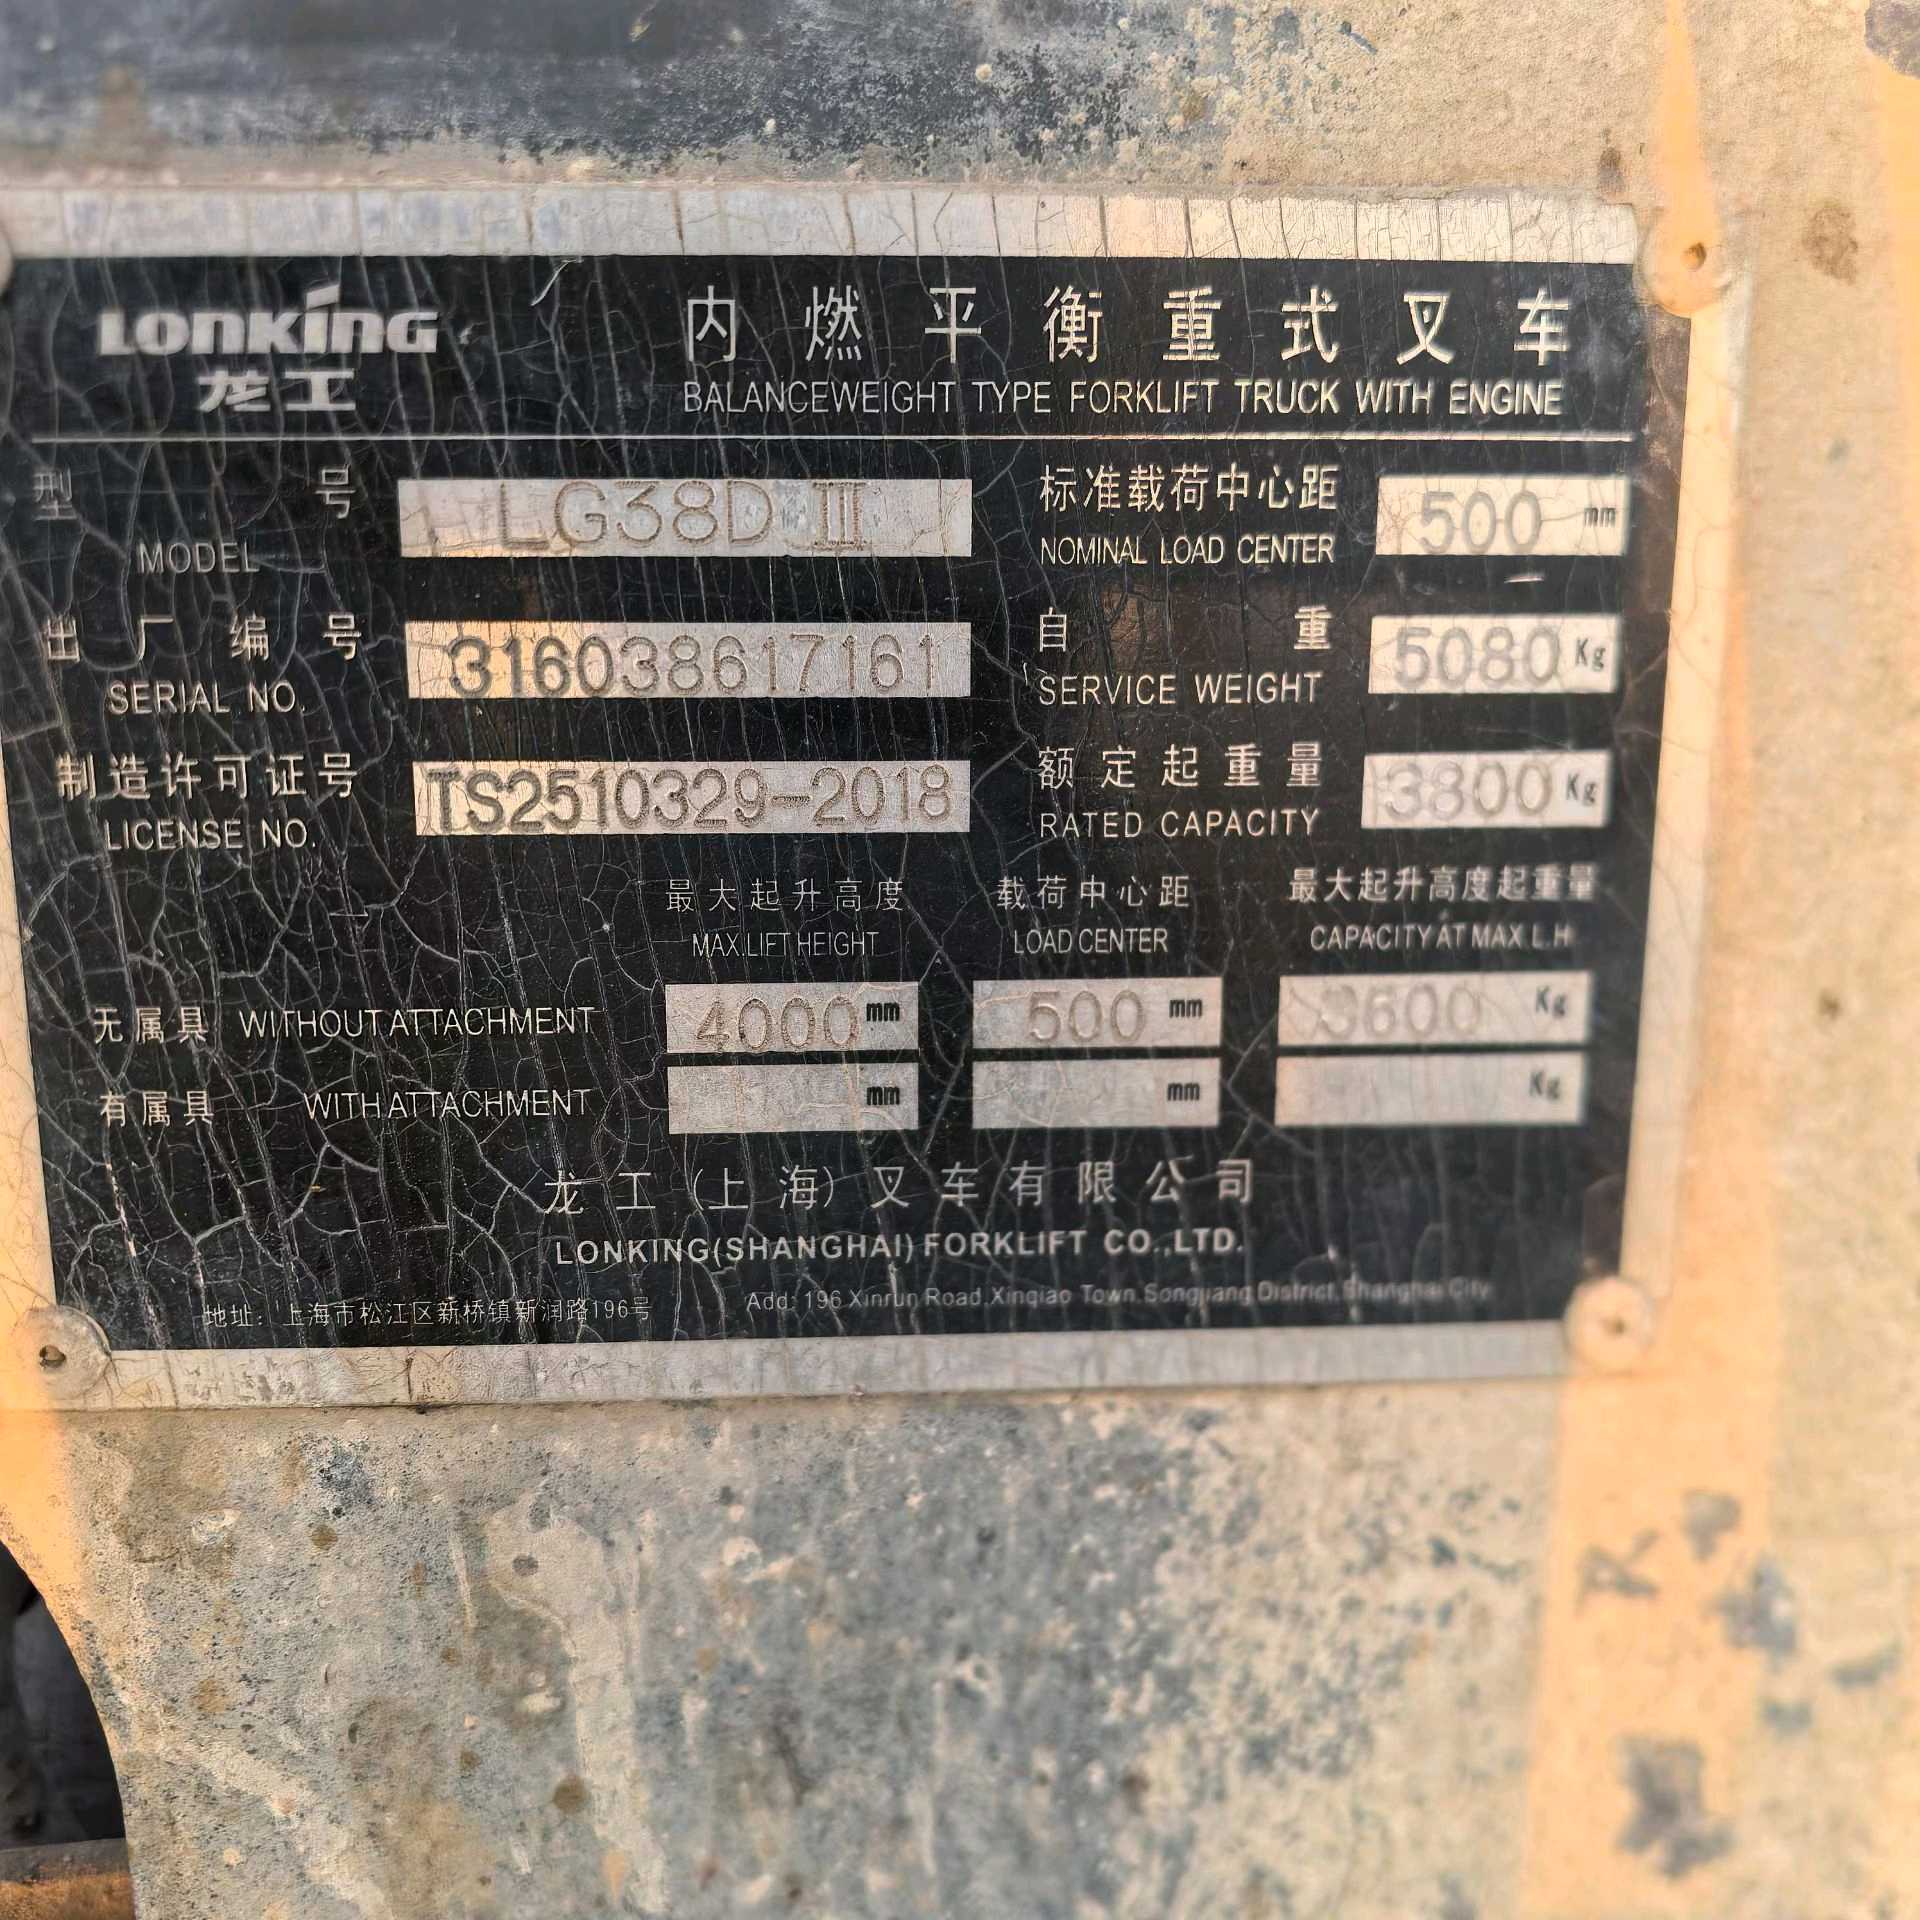 LONKING
龙工
内燃平衡重式叉车
BALANCEWEIGHT TYPE FORKLIFT TRUCK WITH ENGINE
型号 LG38D III
MODEL
标准载荷中心距 500 mm
NOMINAL LOAD CENTER
出厂编号 316038617161
SERIAL NO.
自重 5080 Kg
SERVICE WEIGHT
制造许可证号 TS2510329-2018
LICENSE NO.
额定起重量 3800 Kg
RATED CAPACITY
最大起升高度 载荷中心距 最大起升高度起重量
MAX.LIFT HEIGHT LOAD CENTER CAPACITY AT MAX.L.H
无属具 WITHOUT ATTACHMENT 4000 mm 500 mm 3600 Kg
有属具 WITH ATTACHMENT mm mm Kg
龙工(上海)叉车有限公司
LONKING(SHANGHAI) FORKLIFT CO.,LTD.
地址: 上海市松江区新桥镇新润路196号 Add: 196 Xinrun Road.Xinqiao Town.Songjiang District.Shanghai City